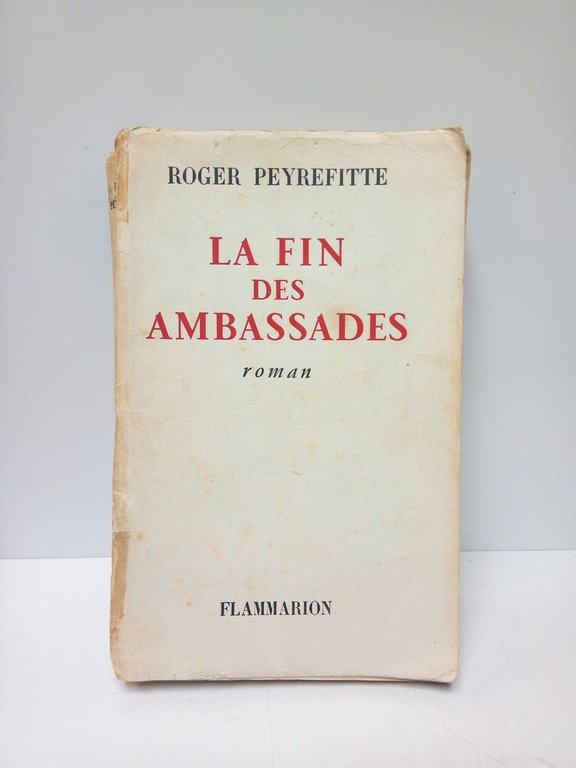 ROGER PEYREFITTE
LA FIN
DES
AMBASSADES
roman
FLAMMARION